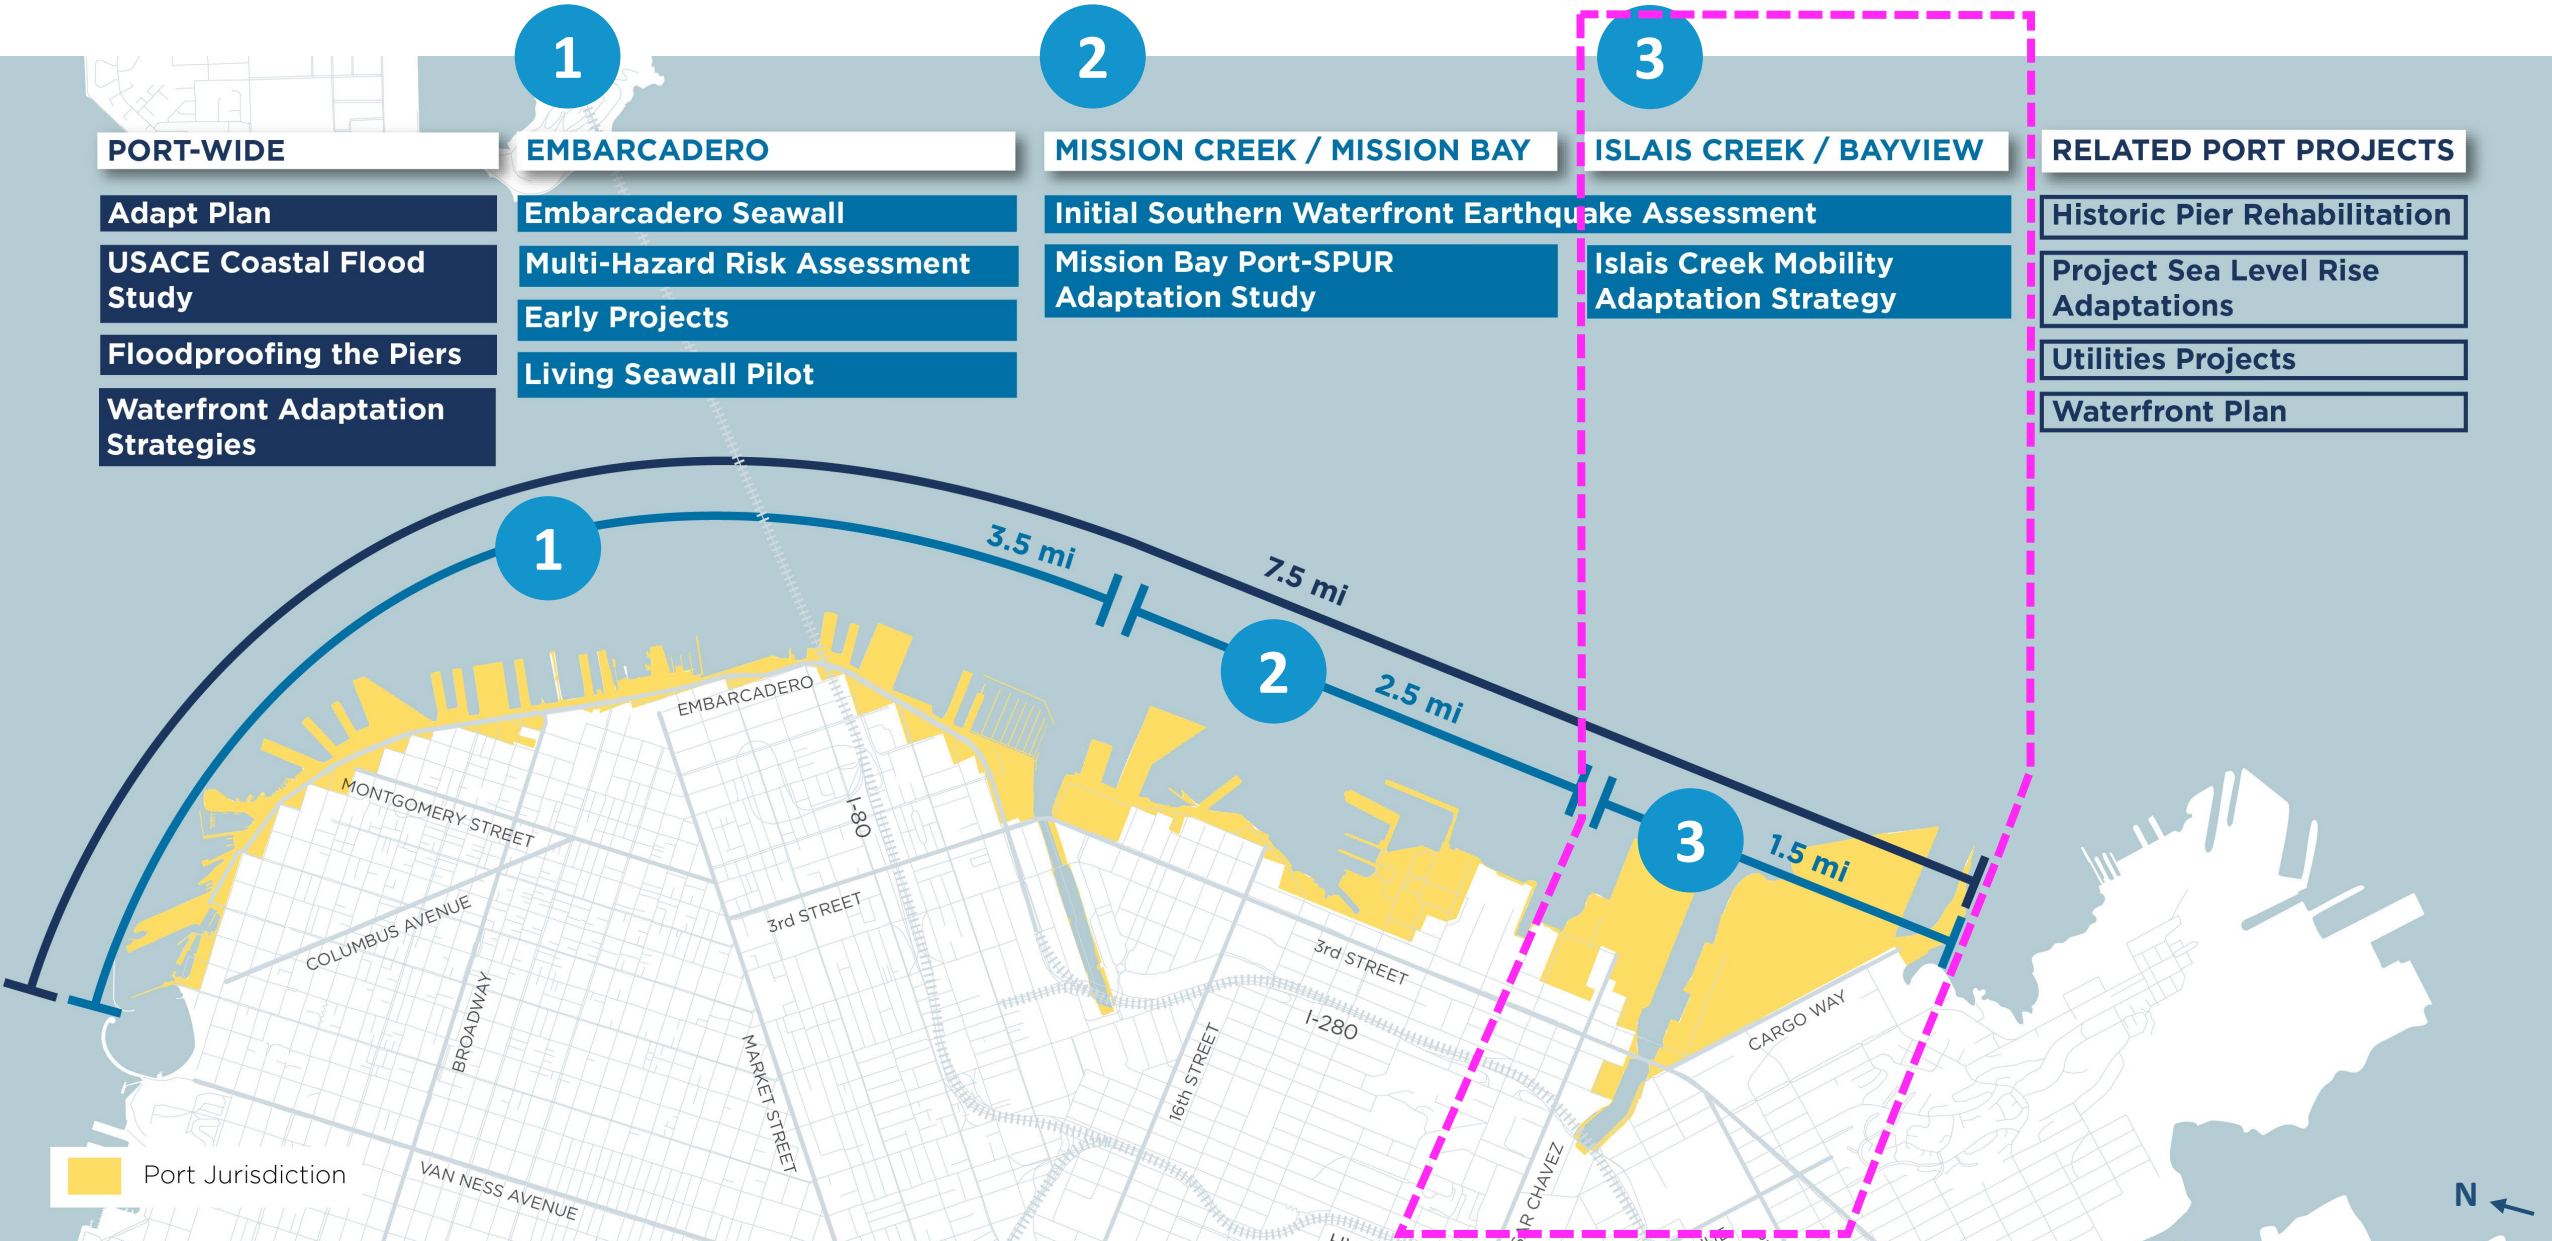 1
2
3
PORT-WIDE
Adapt Plan
USACE Coastal Flood
Study
Floodproofing the Piers
Waterfront Adaptation
Strategies
EMBARCADERO
Embarcadero Seawall
Multi-Hazard Risk Assessment
Early Projects
Living Seawall Pilot
MISSION CREEK / MISSION BAY
Initial Southern Waterfront Earthquake Assessment
Mission Bay Port-SPUR
Adaptation Study
ISLAIS CREEK / BAYVIEW
Islais Creek Mobility
Adaptation Strategy
RELATED PORT PROJECTS
Historic Pier Rehabilitation
Project Sea Level Rise
Adaptations
Utilities Projects
Waterfront Plan
1
3.5 mi
7.5 mi
2
2.5 mi
3
1.5 mi
EMBARCADERO
MONTGOMERY STREET
I-80
COLUMBUS AVENUE
3rd STREET
3rd STREET
BROADWAY
MARKET STREET
16th STREET
I-280
CARGO WAY
CHAVEZ
VAN NESS AVENUE
Port Jurisdiction
N